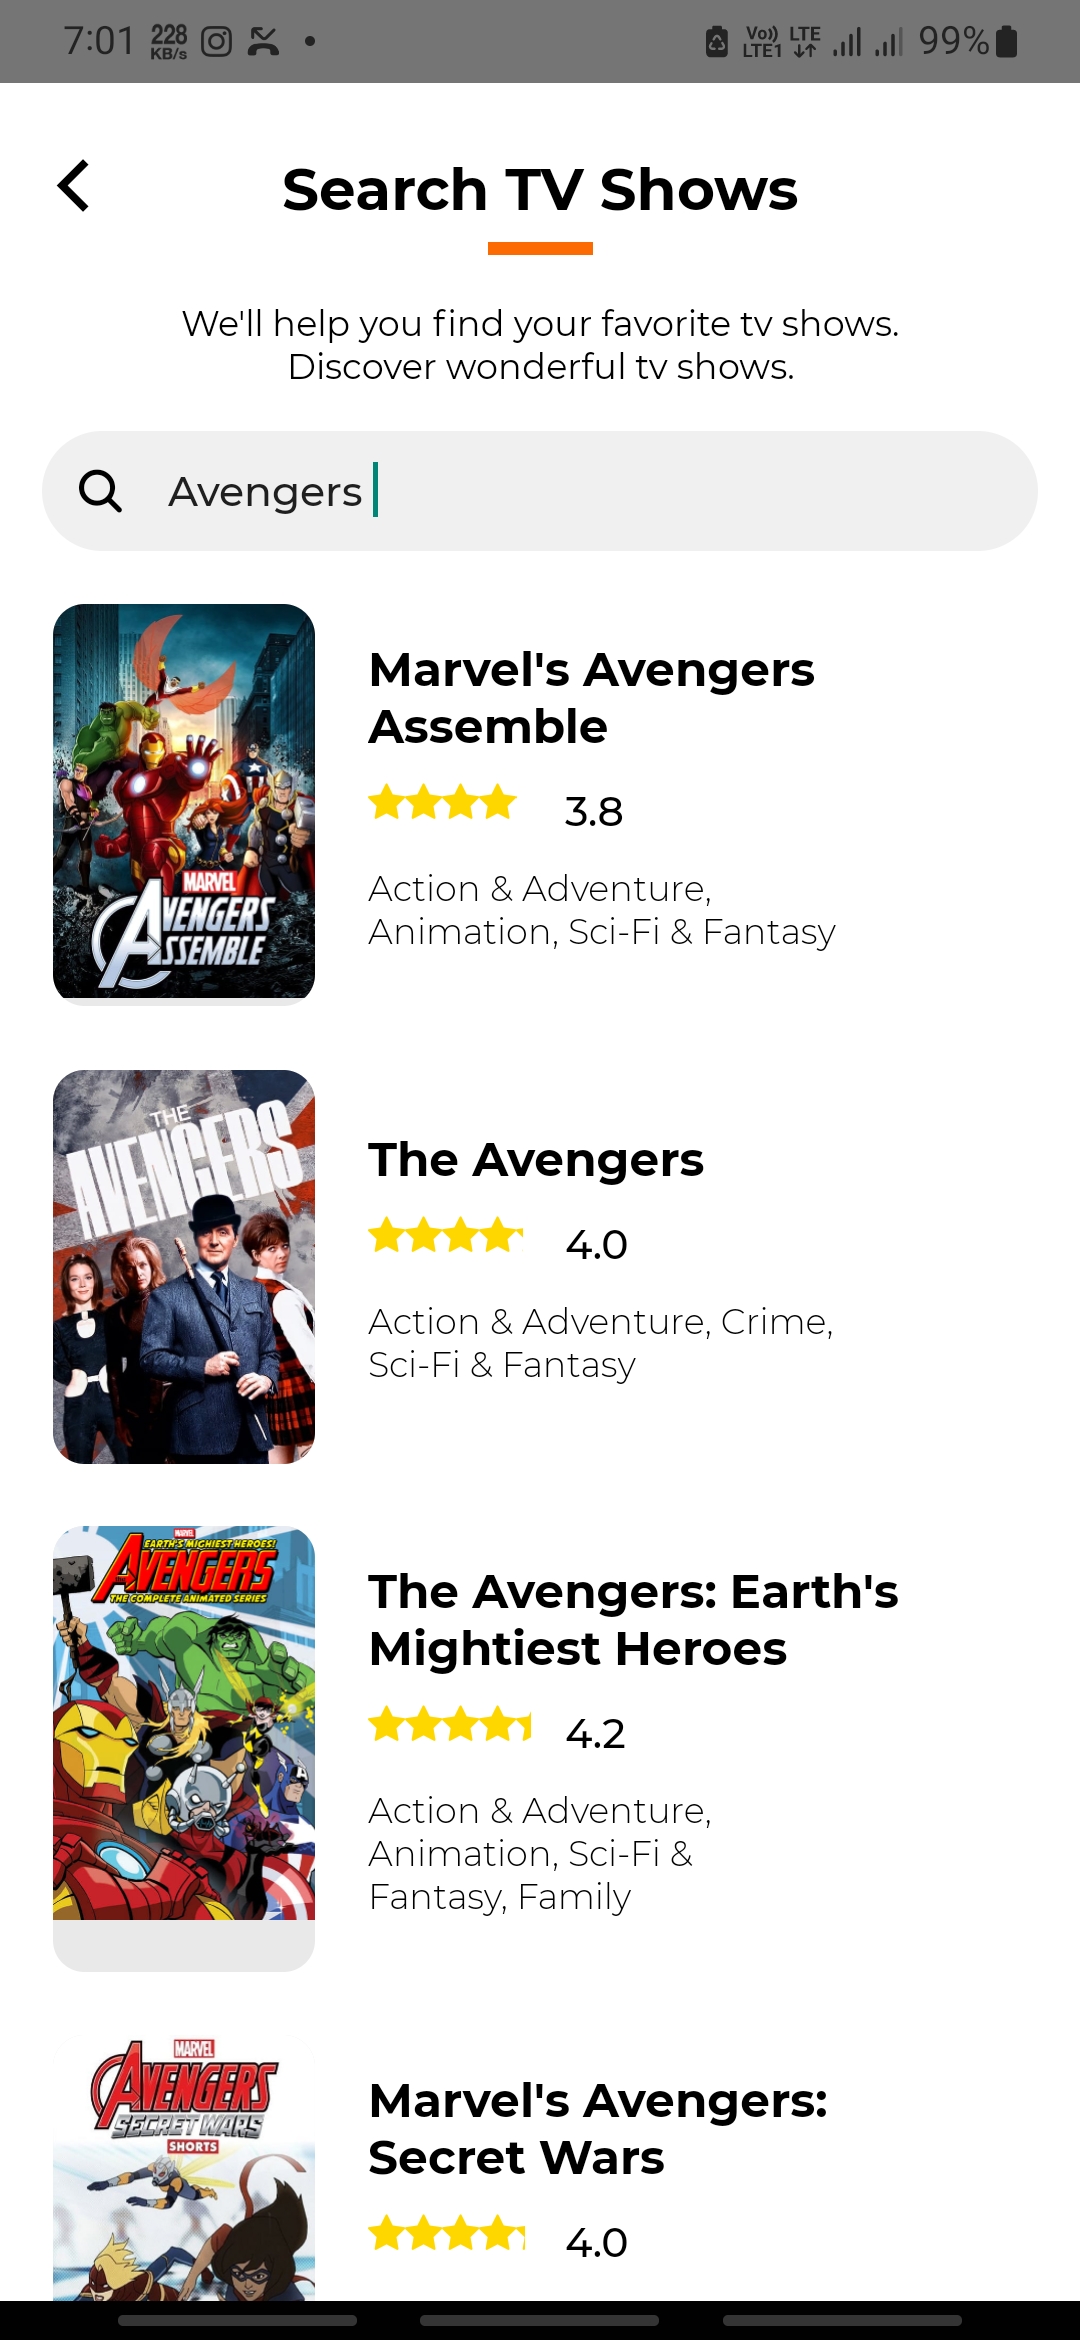 7:01 228 KB/s Vo)) LTE1 LTE 99%
Search TV Shows
We'll help you find your favorite tv shows.
Discover wonderful tv shows.
Avengers
MARVEL
AVENGERS
ASSEMBLE
Marvel's Avengers
Assemble
3.8
Action & Adventure,
Animation, Sci-Fi & Fantasy
THE
AVENGERS
The Avengers
4.0
Action & Adventure, Crime,
Sci-Fi & Fantasy
MARVEL
EARTH'S MIGHIEST HEROES!
AVENGERS
THE COMPLETE ANIMATED SERIES
The Avengers: Earth's
Mightiest Heroes
4.2
Action & Adventure,
Animation, Sci-Fi &
Fantasy, Family
MARVEL
AVENGERS
SECRET WARS
SHORTS
Marvel's Avengers:
Secret Wars
4.0